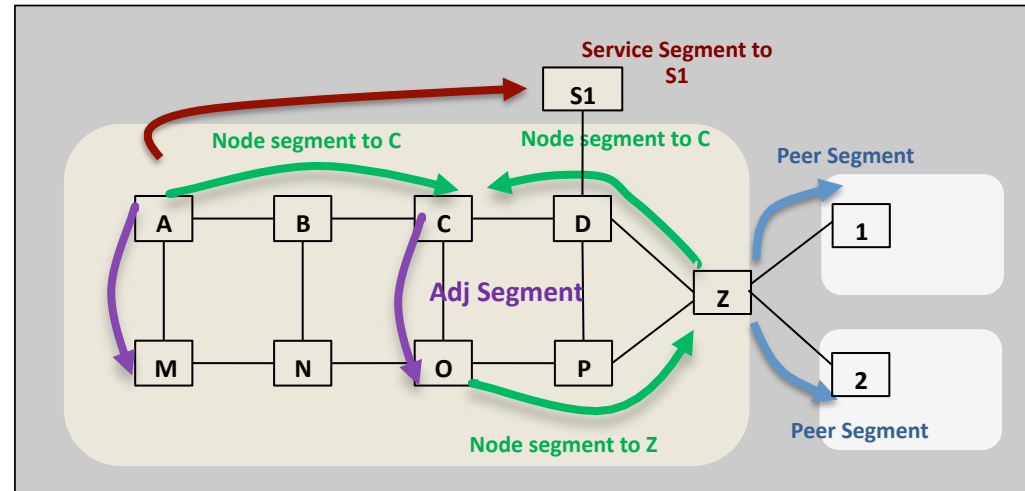 Service Segment to
S1
S1
Node segment to C
Node segment to C
Peer Segment
A
B
C
D
1
Adj Segment
Z
M
N
O
P
2
Peer Segment
Node segment to Z